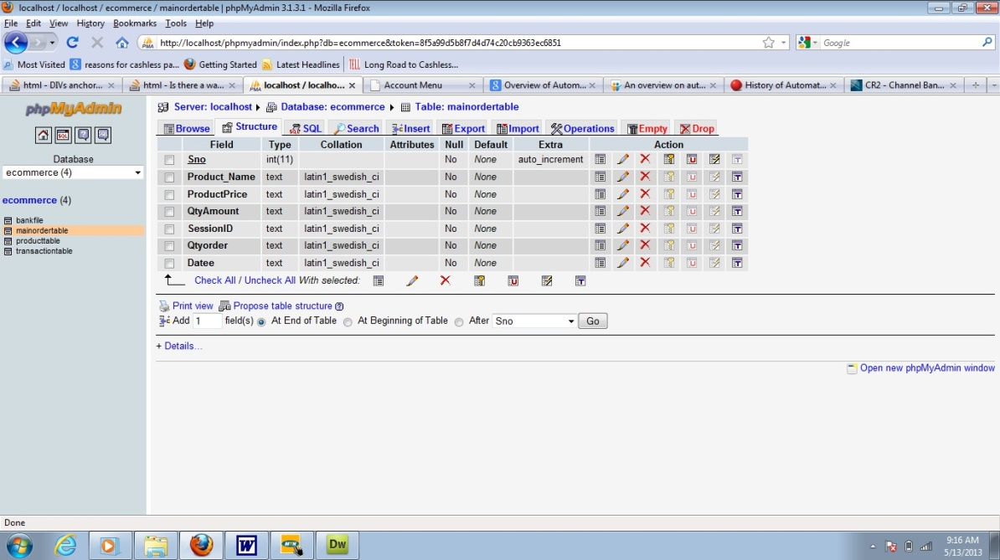 localhost / localhost / ecommerce / mainordertable | phpMyAdmin 3.1.3.1 - Mozilla Firefox
File Edit View History Bookmarks Tools Help
http://localhost/phpmyadmin/index.php?db=ecommerce&token=8f5a99d5b8f7d4d74c20cb9363ec6851
Google
Most Visited reasons for cashless pa... Getting Started Latest Headlines TELL Long Road to Cashless...
html - DIVs anchor... html - Is there a wa... localhost / localho... Account Menu Overview of Autom... An overview on aut... History of Automat... CR2 - Channel Ban...
phpMyAdmin
Server: localhost Database: ecommerce Table: mainordertable
Browse Structure SQL Search Insert Export Import Operations Empty Drop
SQL
Database
ecommerce (4)
ecommerce (4)
bankfile
mainordertable
producttable
transactiontable
Field Type Collation Attributes Null Default Extra Action
Sno int(11) No None auto_increment
Product_Name text latin1_swedish_ci No None
ProductPrice text latin1_swedish_ci No None
QtyAmount text latin1_swedish_ci No None
SessionID text latin1_swedish_ci No None
Qtyorder text latin1_swedish_ci No None
Datee text latin1_swedish_ci No None
Check All / Uncheck All With selected:
Print view Propose table structure
Add 1 field(s) At End of Table At Beginning of Table After Sno Go
+ Details...
Open new phpMyAdmin window
Done
W Dw
9:16 AM
5/13/2013